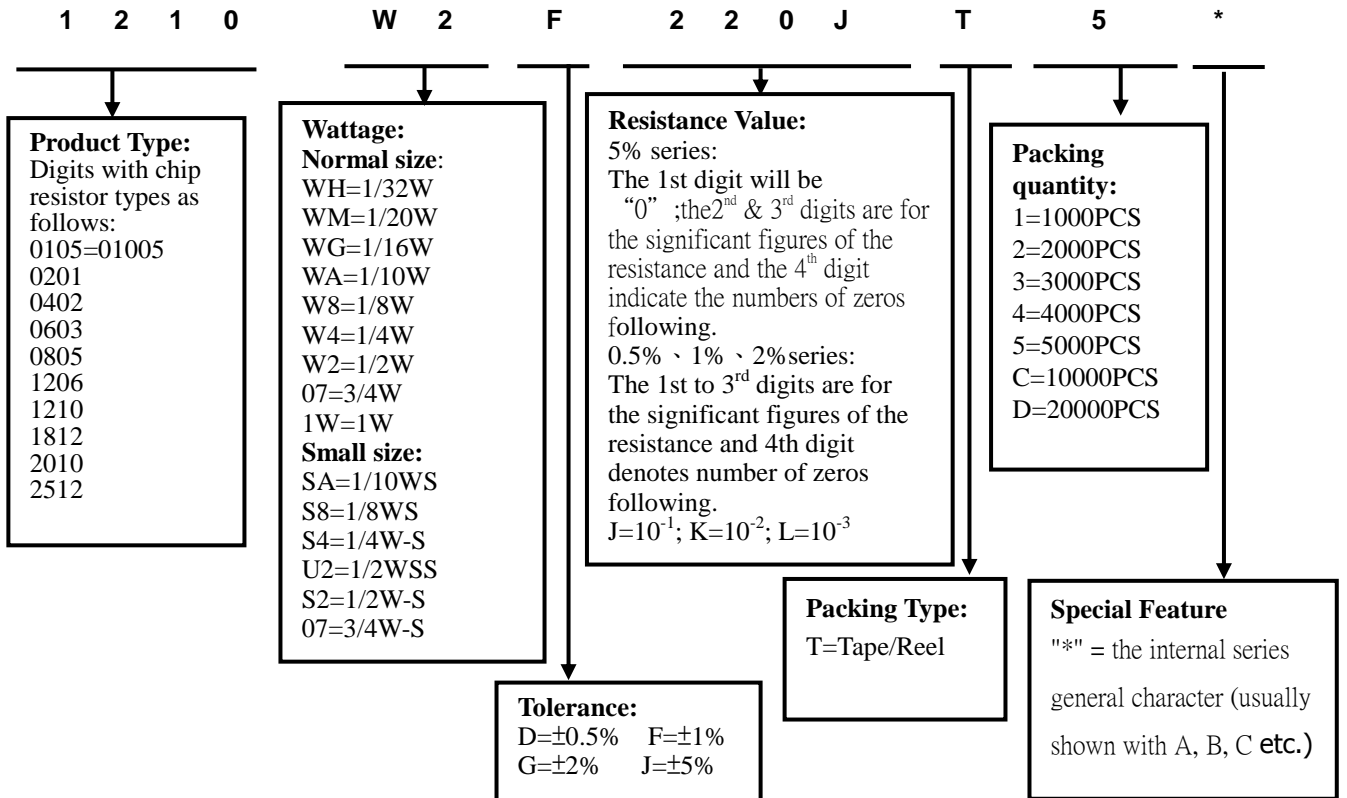 1 2 1 0 W 2 F 2 2 0 J T 5 *
Product Type:
Digits with chip
resistor types as
follows:
0105=01005
0201
0402
0603
0805
1206
1210
1812
2010
2512
Wattage:
Normal size:
WH=1/32W
WM=1/20W
WG=1/16W
WA=1/10W
W8=1/8W
W4=1/4W
W2=1/2W
07=3/4W
1W=1W
Small size:
SA=1/10WS
S8=1/8WS
S4=1/4W-S
U2=1/2WSS
S2=1/2W-S
07=3/4W-S
Tolerance:
D=±0.5% F=±1%
G=±2% J=±5%
Resistance Value:
5% series:
The 1st digit will be
“0” ;the2nd & 3rd digits are for
the significant figures of the
resistance and the 4th digit
indicate the numbers of zeros
following.
0.5%、1%、2%series:
The 1st to 3rd digits are for
the significant figures of the
resistance and 4th digit
denotes number of zeros
following.
J=10-1; K=10-2; L=10-3
Packing Type:
T=Tape/Reel
Packing
quantity:
1=1000PCS
2=2000PCS
3=3000PCS
4=4000PCS
5=5000PCS
C=10000PCS
D=20000PCS
Special Feature
"*" = the internal series
general character (usually
shown with A, B, C etc.)